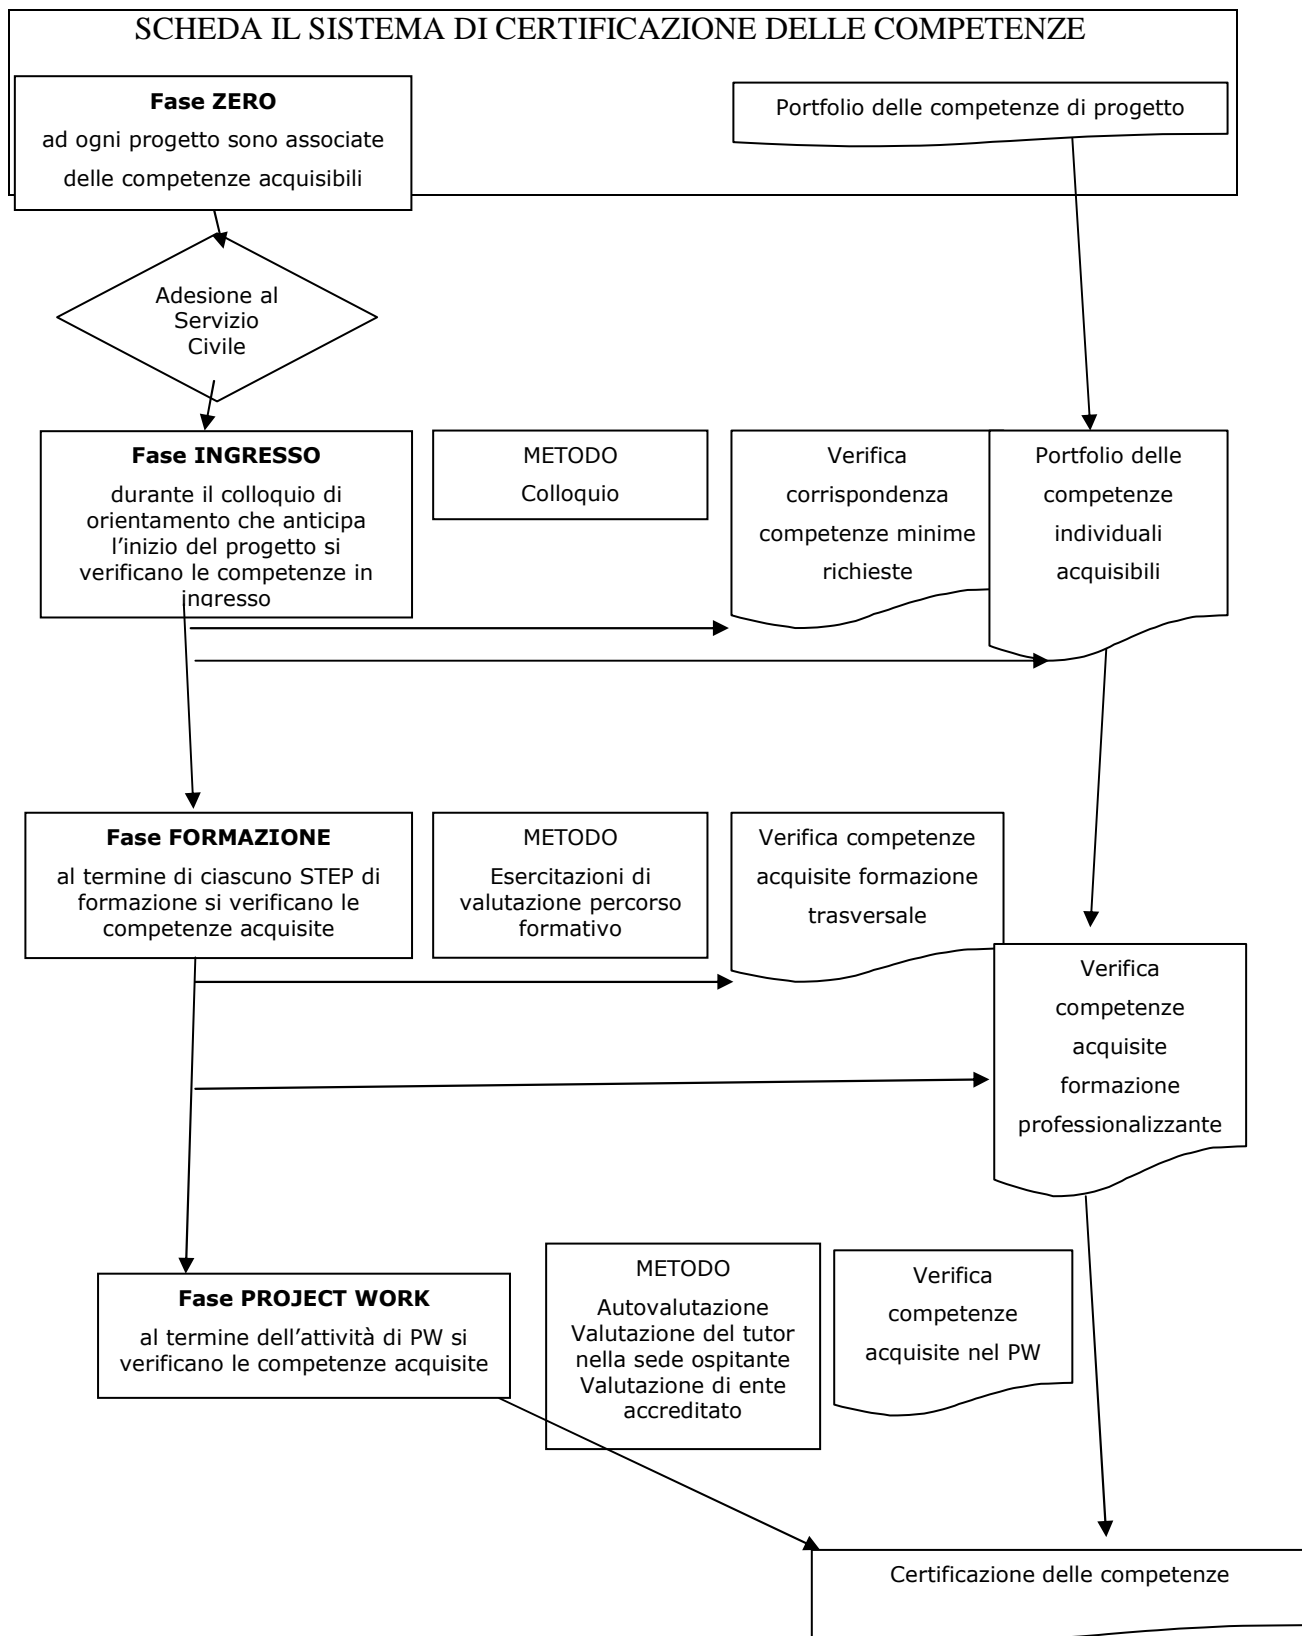 SCHEDA IL SISTEMA DI CERTIFICAZIONE DELLE COMPETENZE
Fase ZERO
ad ogni progetto sono associate
delle competenze acquisibili
Portfolio delle competenze di progetto
Adesione al
Servizio
Civile
Fase INGRESSO
durante il colloquio di
orientamento che anticipa
l'inizio del progetto si
verificano le competenze in
ingresso
METODO
Colloquio
Verifica
corrispondenza
competenze minime
richieste
Portfolio delle
competenze
individuali
acquisibili
Fase FORMAZIONE
al termine di ciascuno STEP di
formazione si verificano le
competenze acquisite
METODO
Esercitazioni di
valutazione percorso
formativo
Verifica competenze
acquisite formazione
trasversale
Verifica
competenze
acquisite
formazione
professionalizzante
Fase PROJECT WORK
al termine dell'attività di PW si
verificano le competenze acquisite
METODO
Autovalutazione
Valutazione del tutor
nella sede ospitante
Valutazione di ente
accreditato
Verifica
competenze
acquisite nel PW
Certificazione delle competenze